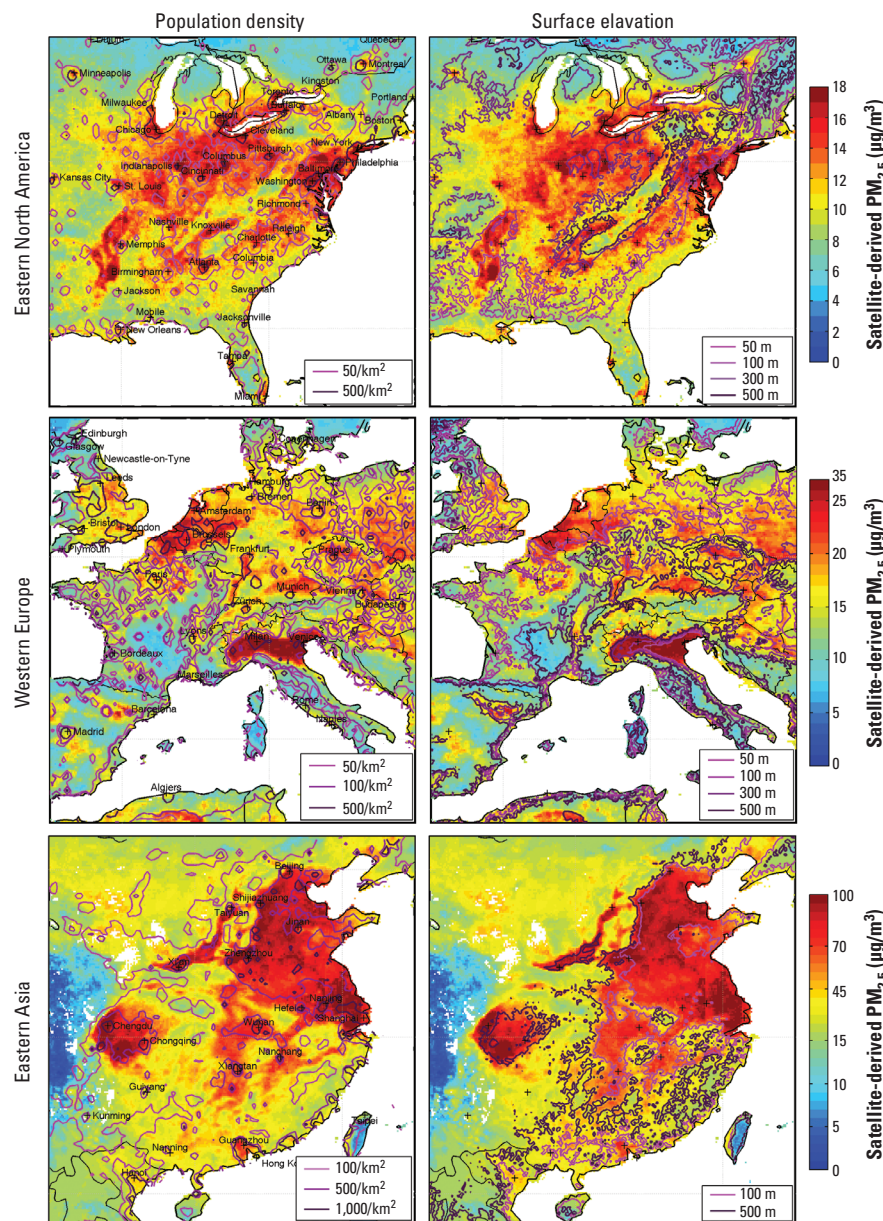 Population density
Surface elavation
Eastern North America
Duluth
Quebec
Minneapolis
Ottawa
Montreal
Kingston
Toronto
Portland
Milwaukee
Buffalo
Albany
Boston
Detroit
Chicago
Cleveland
New York
Pittsburgh
Columbus
Philadelphia
Indianapolis
Cincinnati
Kansas City
Washington
St. Louis
Richmond
Nashville
Knoxville
Raleigh
Charlotte
Memphis
Atlanta
Columbia
Birmingham
Jackson
Savannah
Mobile
Jacksonville
New Orleans
Tampa
Miami
50/km²
500/km²
50 m
100 m
300 m
500 m
18
16
14
12
10
8
6
4
2
0
Satellite-derived PM2.5 (µg/m³)
Western Europe
Edinburgh
Glasgow
Copenhagen
Newcastle-on-Tyne
Leeds
Hamburg
Bremen
Berlin
Amsterdam
Bristol
London
Brussels
Plymouth
Frankfurt
Prague
Paris
Munich
Vienna
Zürich
Budapest
Lyons
Milan
Venice
Bordeaux
Marseilles
Barcelona
Rome
Madrid
Naples
Algiers
50/km²
100/km²
500/km²
50 m
100 m
300 m
500 m
35
25
20
15
10
5
0
Satellite-derived PM2.5 (µg/m³)
Eastern Asia
Beijing
Shijiazhuang
Taiyuan
Jinan
Zhengzhou
Xi'an
Nanjing
Hefei
Shanghai
Chengdu
Wuhan
Chongqing
Nanchang
Xiangtan
Guiyang
Kunming
Taipei
Guangzhou
Nanning
Hong Ko
Hanoi
100/km²
500/km²
1,000/km²
100 m
500 m
100
70
45
15
10
5
0
Satellite-derived PM2.5 (µg/m³)